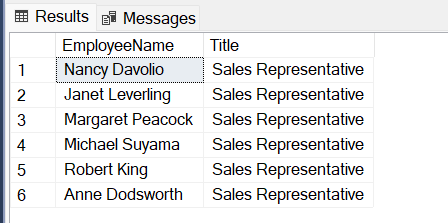 Results Messages
EmployeeName Title
1 Nancy Davolio Sales Representative
2 Janet Leverling Sales Representative
3 Margaret Peacock Sales Representative
4 Michael Suyama Sales Representative
5 Robert King Sales Representative
6 Anne Dodsworth Sales Representative